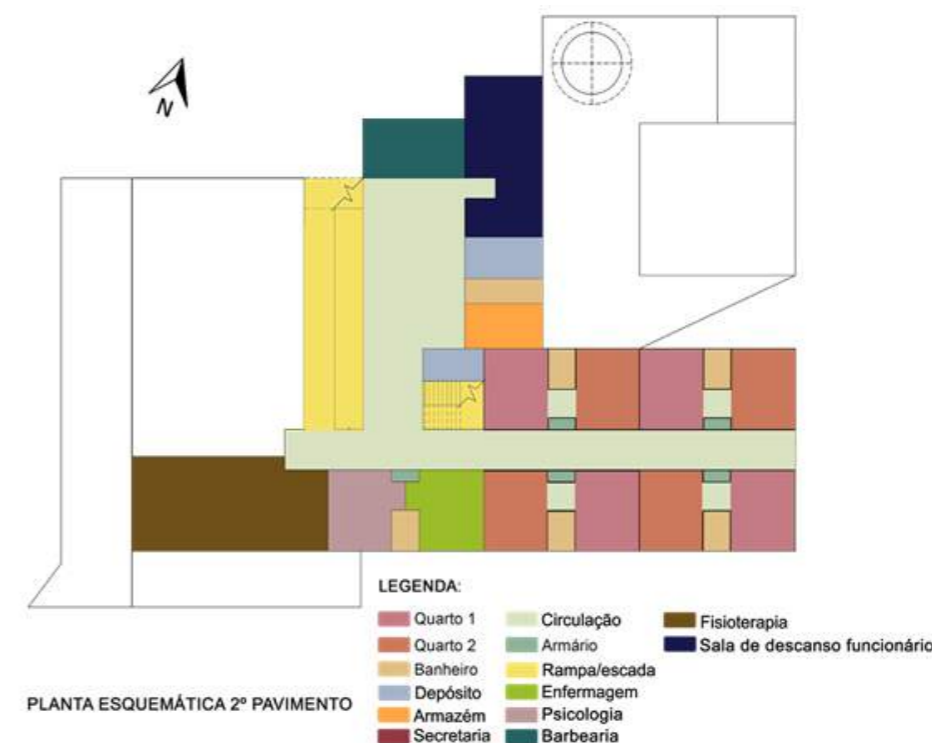 N
LEGENDA:
Quarto 1
Quarto 2
Banheiro
Depósito
Armazém
Secretaria
Circulação
Armário
Rampa/escada
Enfermagem
Psicologia
Barbearia
Fisioterapia
Sala de descanso funcionário
PLANTA ESQUEMÁTICA 2º PAVIMENTO